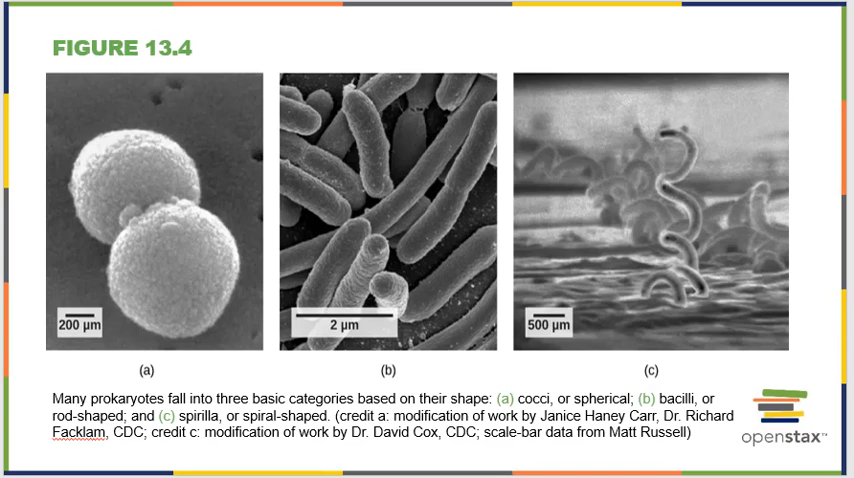 FIGURE 13.4
200 µm
2 µm
500 µm
(a)
(b)
(c)
Many prokaryotes fall into three basic categories based on their shape: (a) cocci, or spherical; (b) bacilli, or
rod-shaped; and (c) spirilla, or spiral-shaped. (credit a: modification of work by Janice Haney Carr, Dr. Richard
Facklam, CDC; credit c: modification of work by Dr. David Cox, CDC; scale-bar data from Matt Russell)
openstax™